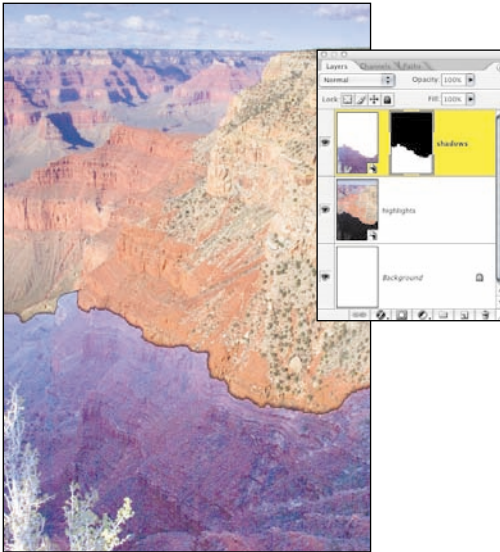 Layers Channels Paths
Normal Opacity: 100%
Lock: Fill: 100%
shadows
highlights
Background